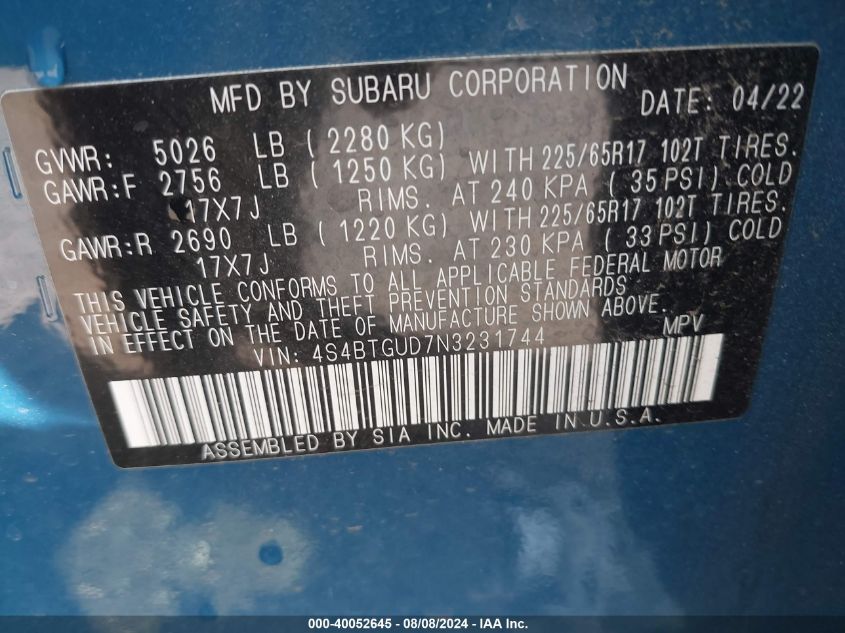 MFD BY SUBARU CORPORATION DATE: 04/22
GVWR: 5026 LB ( 2280 KG)
GAWR:F 2756 LB ( 1250 KG) WITH 225/65R17 102T TIRES.
17X7J RIMS. AT 240 KPA ( 35 PSI) COLD
GAWR:R 2690 LB ( 1220 KG) WITH 225/65R17 102T TIRES.
17X7J RIMS. AT 230 KPA ( 33 PSI) COLD
THIS VEHICLE CONFORMS TO ALL APPLICABLE FEDERAL MOTOR
VEHICLE SAFETY AND THEFT PREVENTION STANDARDS
IN EFFECT ON THE DATE OF MANUFACTURE SHOWN ABOVE.
VIN: 4S4BTGUD7N3231744 MPV
ASSEMBLED BY SIA INC. MADE IN U.S.A.
000-40052645 - 08/08/2024 - IAA Inc.